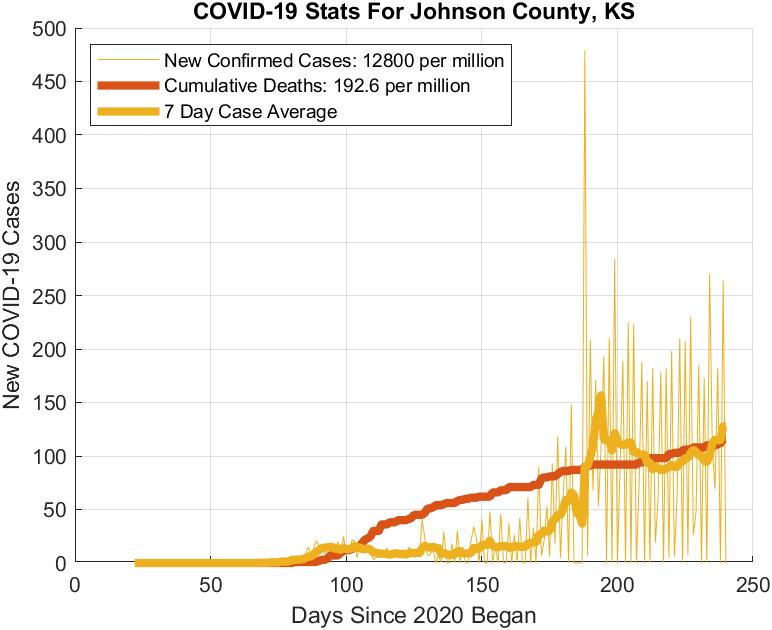 COVID-19 Stats For Johnson County, KS
500
450
400
350
300
250
200
150
100
50
0
New COVID-19 Cases
New Confirmed Cases: 12800 per million
Cumulative Deaths: 192.6 per million
7 Day Case Average
0 50 100 150 200 250
Days Since 2020 Began